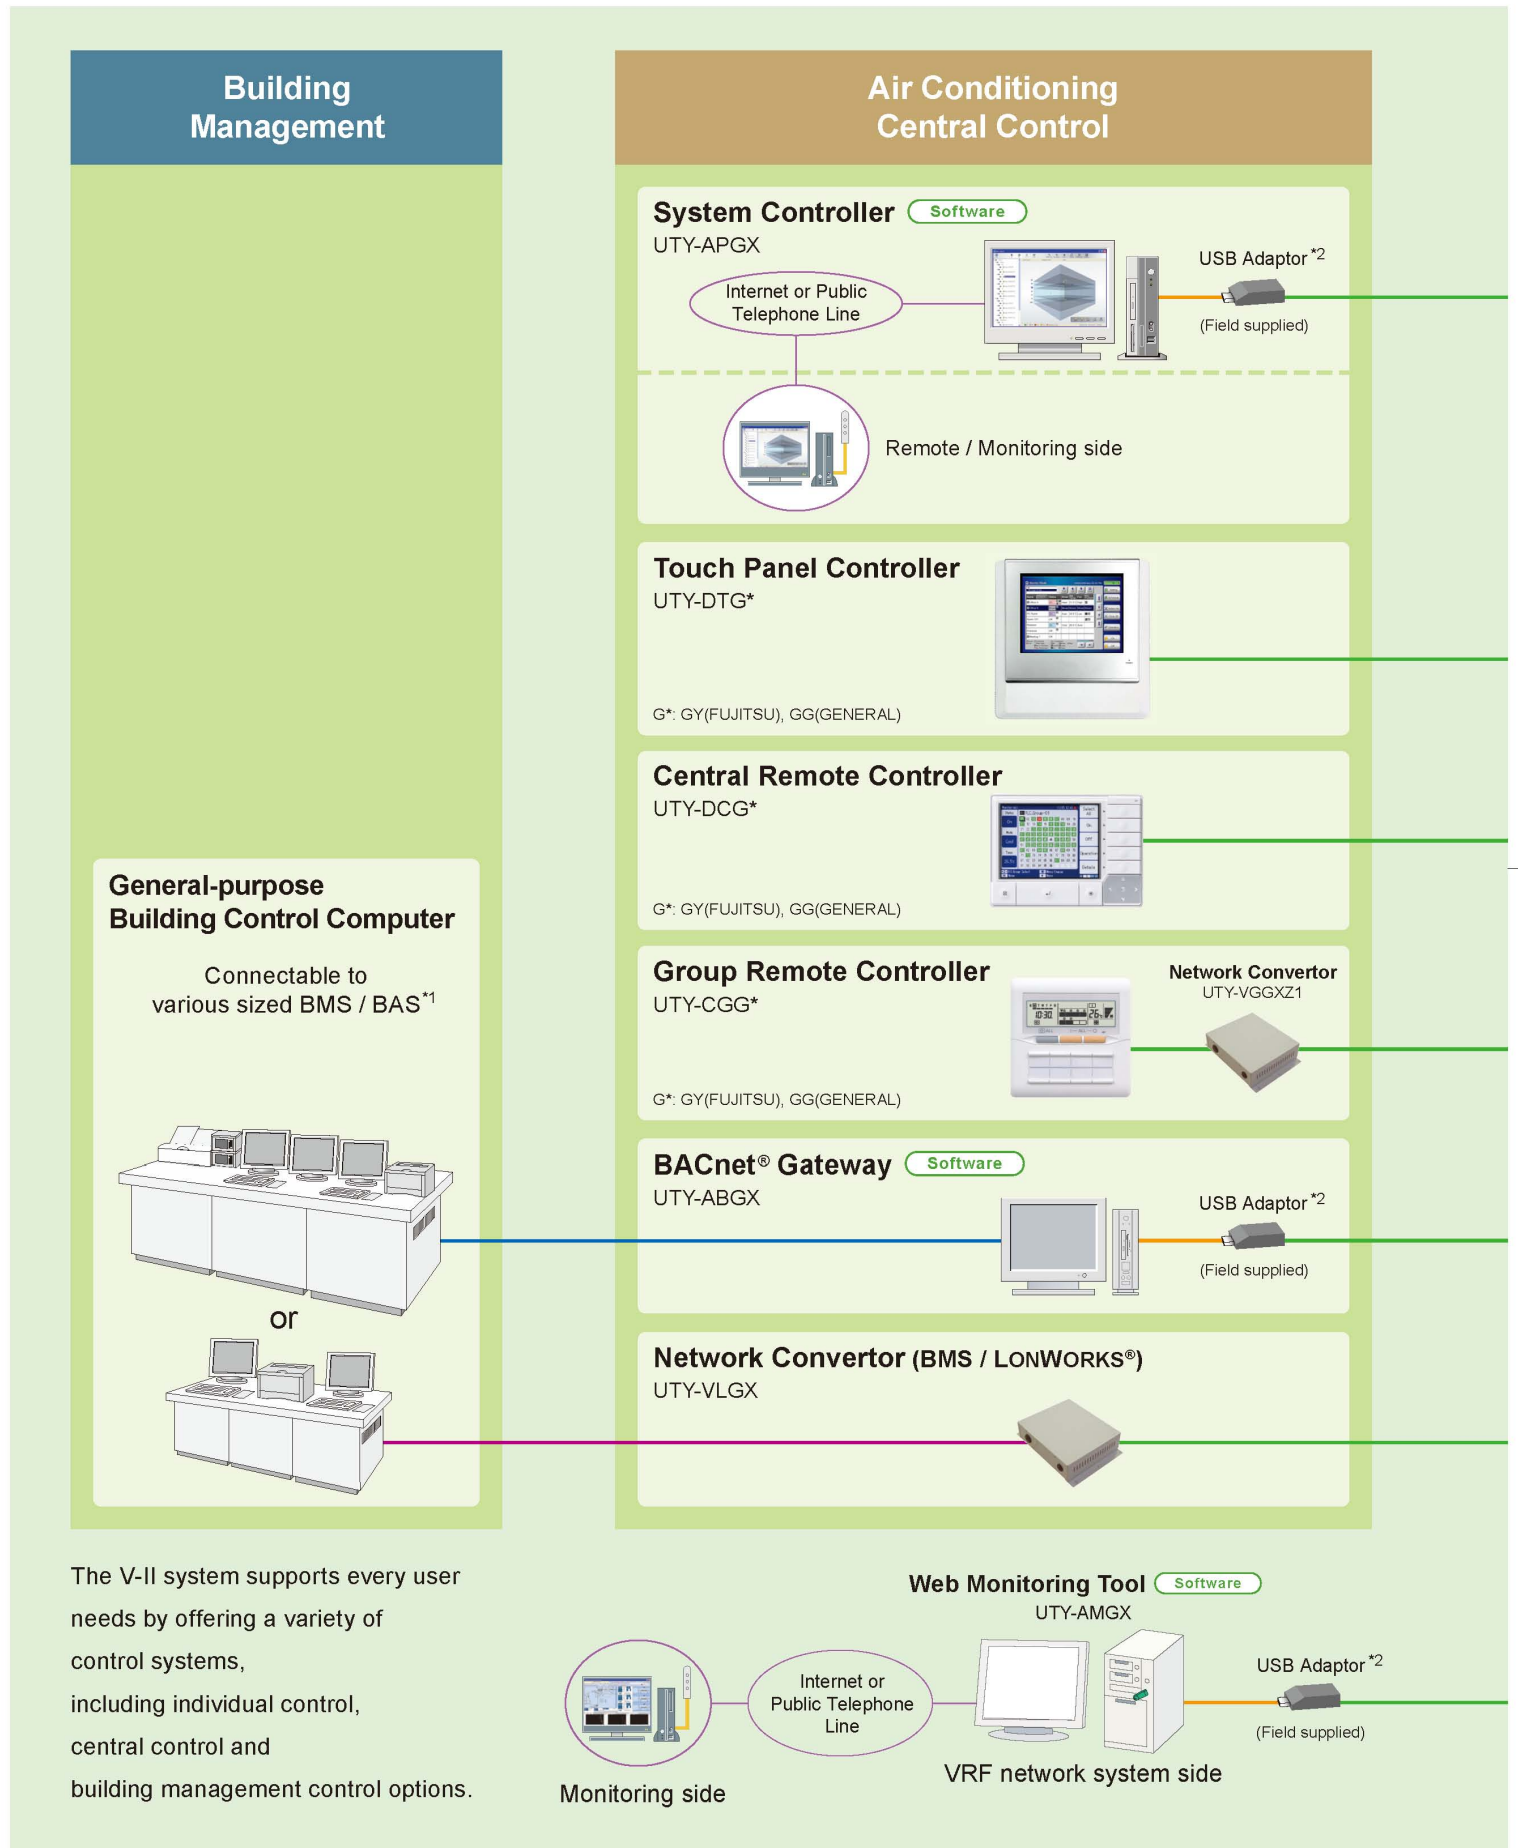 Building
Management
Air Conditioning
Central Control
System Controller Software
UTY-APGX
Internet or Public
Telephone Line
USB Adaptor*2
(Field supplied)
Remote / Monitoring side
Touch Panel Controller
UTY-DTG*
G*: GY(FUJITSU), GG(GENERAL)
Central Remote Controller
UTY-DCG*
G*: GY(FUJITSU), GG(GENERAL)
General-purpose
Building Control Computer
Connectable to
various sized BMS / BAS*1
or
Group Remote Controller
UTY-CGG*
Network Convertor
UTY-VGGXZ1
G*: GY(FUJITSU), GG(GENERAL)
BACnet® Gateway Software
UTY-ABGX
USB Adaptor*2
(Field supplied)
Network Convertor (BMS / LONWORKS®)
UTY-VLGX
The V-II system supports every user
needs by offering a variety of
control systems,
including individual control,
central control and
building management control options.
Web Monitoring Tool Software
UTY-AMGX
Internet or
Public Telephone
Line
USB Adaptor*2
(Field supplied)
Monitoring side
VRF network system side